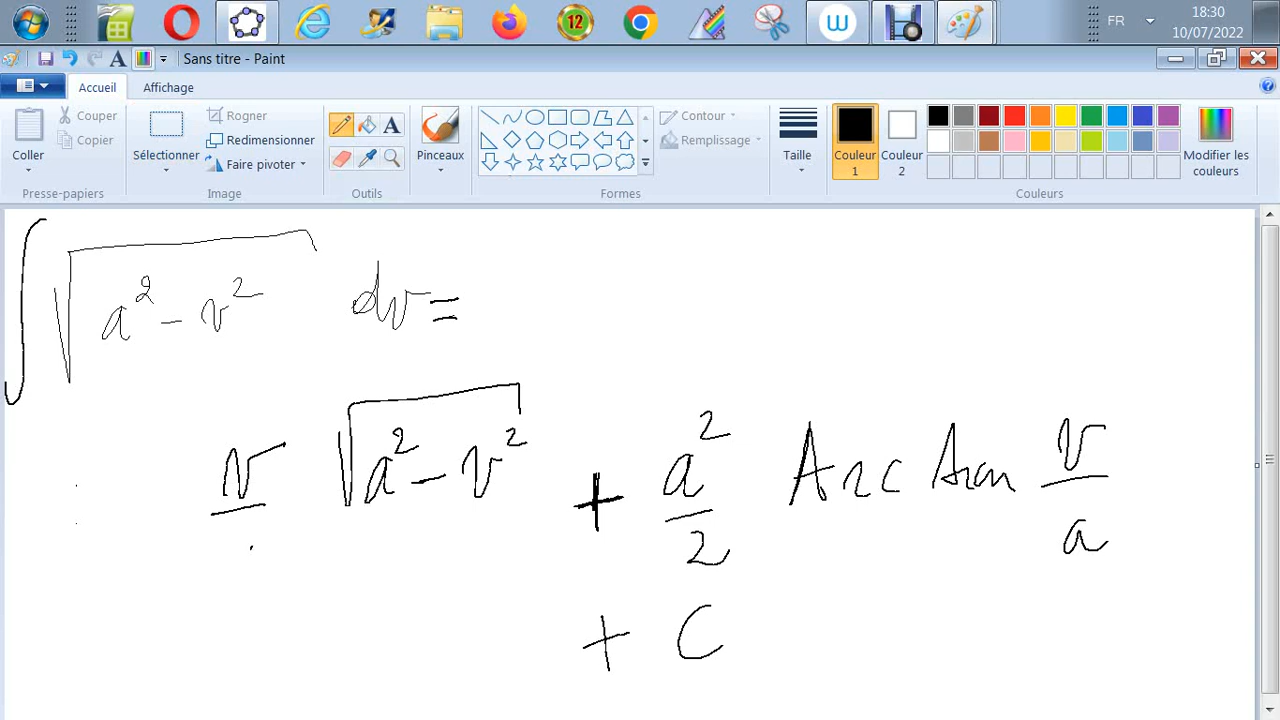 12
W
FR
18:30
10/07/2022
Sans titre - Paint
Accueil
Affichage
Coller
Couper
Copier
Presse-papiers
Sélectionner
Rogner
Redimensionner
Faire pivoter
Image
A
Outils
Pinceaux
Contour
Remplissage
Formes
Taille
Couleur 1
Couleur 2
Modifier les couleurs
Couleurs
∫ √(a² - v²) dv =
v/ √(a² - v²) + a²/2 Arc v/a
+ C